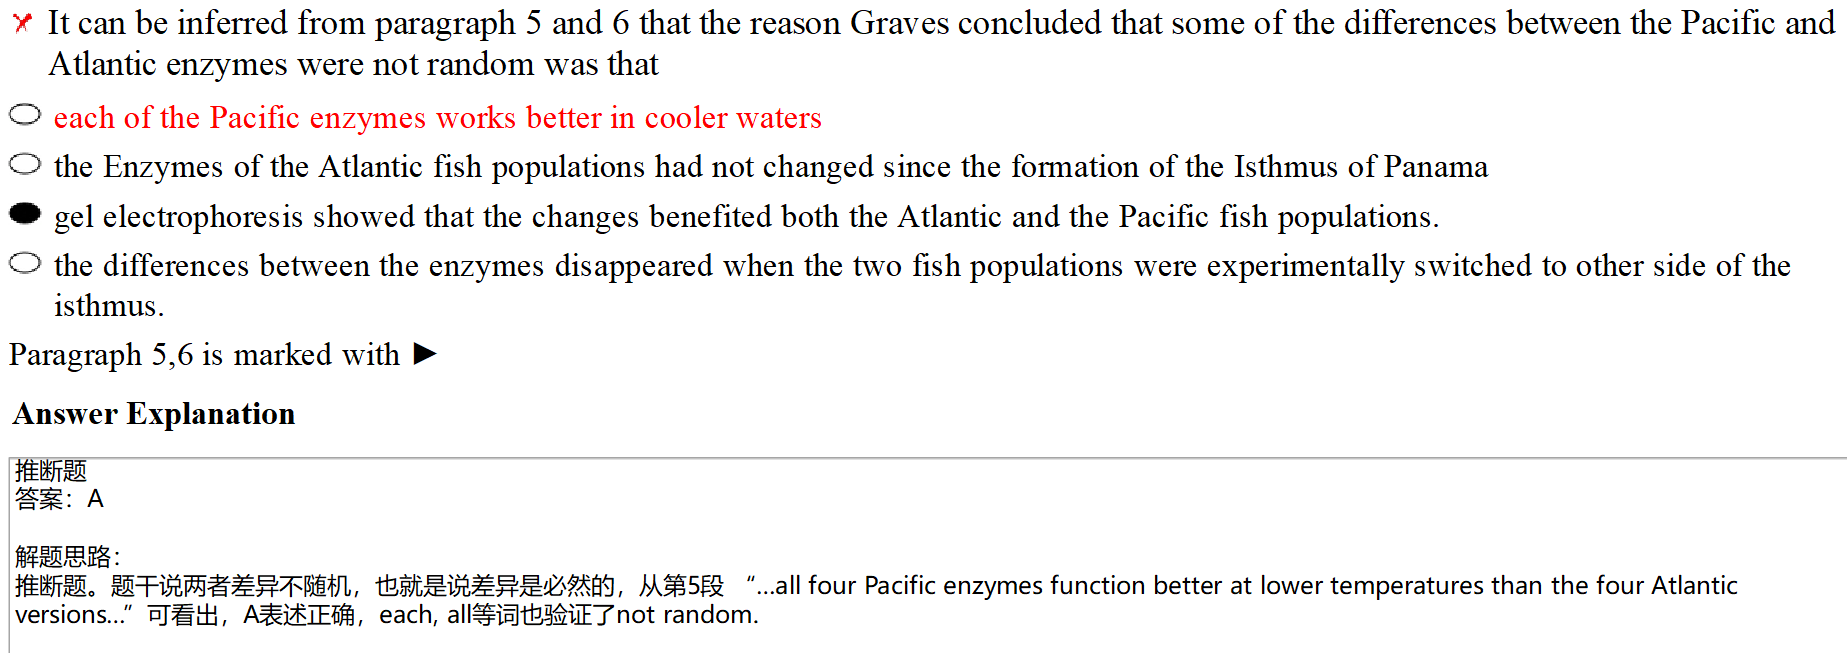 It can be inferred from paragraph 5 and 6 that the reason Graves concluded that some of the differences between the Pacific and
Atlantic enzymes were not random was that
each of the Pacific enzymes works better in cooler waters
the Enzymes of the Atlantic fish populations had not changed since the formation of the Isthmus of Panama
gel electrophoresis showed that the changes benefited both the Atlantic and the Pacific fish populations.
the differences between the enzymes disappeared when the two fish populations were experimentally switched to other side of the
isthmus.
Paragraph 5,6 is marked with ►
Answer Explanation
推断题
答案：A
解题思路：
推断题。题干说两者差异不随机，也就是说差异是必然的，从第5段 “...all four Pacific enzymes function better at lower temperatures than the four Atlantic
versions...”可看出，A表述正确，each, all等词也验证了not random.